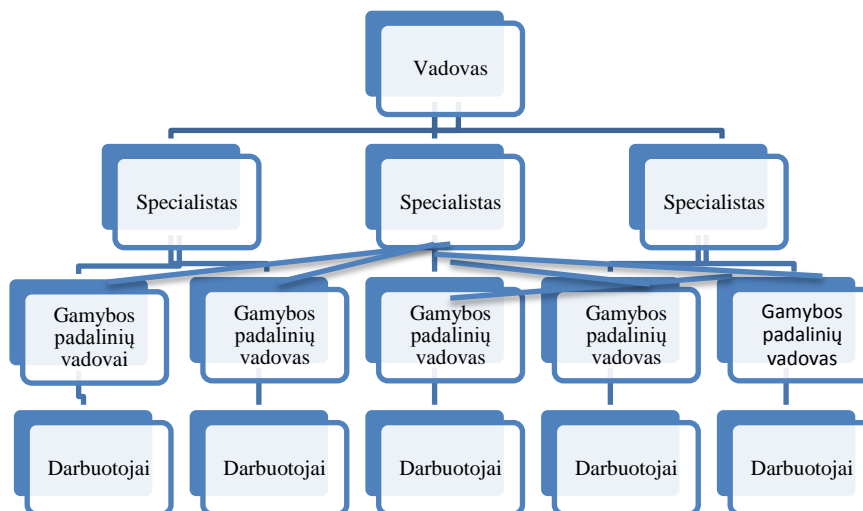 Vadovas
Specialistas
Specialistas
Specialistas
Gamybos
padalinių
vadovai
Gamybos
padalinių
vadovas
Gamybos
padalinių
vadovas
Gamybos
padalinių
vadovas
Gamybos
padalinių
vadovas
Darbuotojai
Darbuotojai
Darbuotojai
Darbuotojai
Darbuotojai